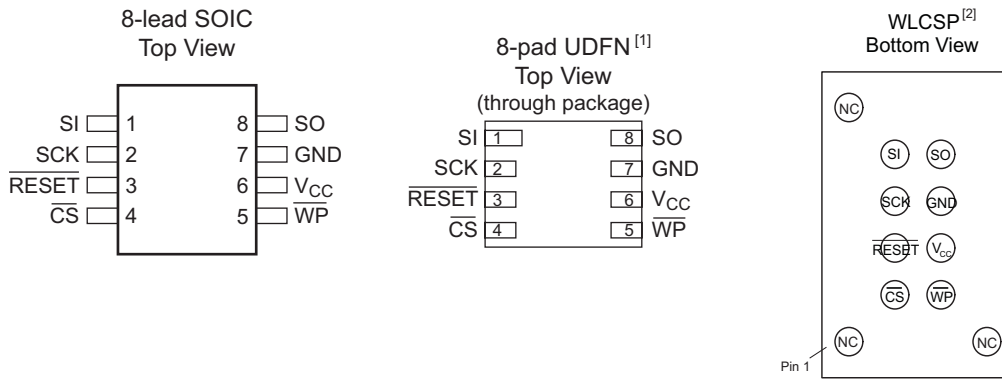 8-lead SOIC
Top View
SI 1 8 SO
SCK 2 7 GND
RESET 3 6 VCC
CS 4 5 WP
8-pad UDFN [1]
Top View
(through package)
SI 1 8 SO
SCK 2 7 GND
RESET 3 6 VCC
CS 4 5 WP
WLCSP[2]
Bottom View
NC
SI SO
SCK GND
RESET VCC
CS WP
NC NC
Pin 1